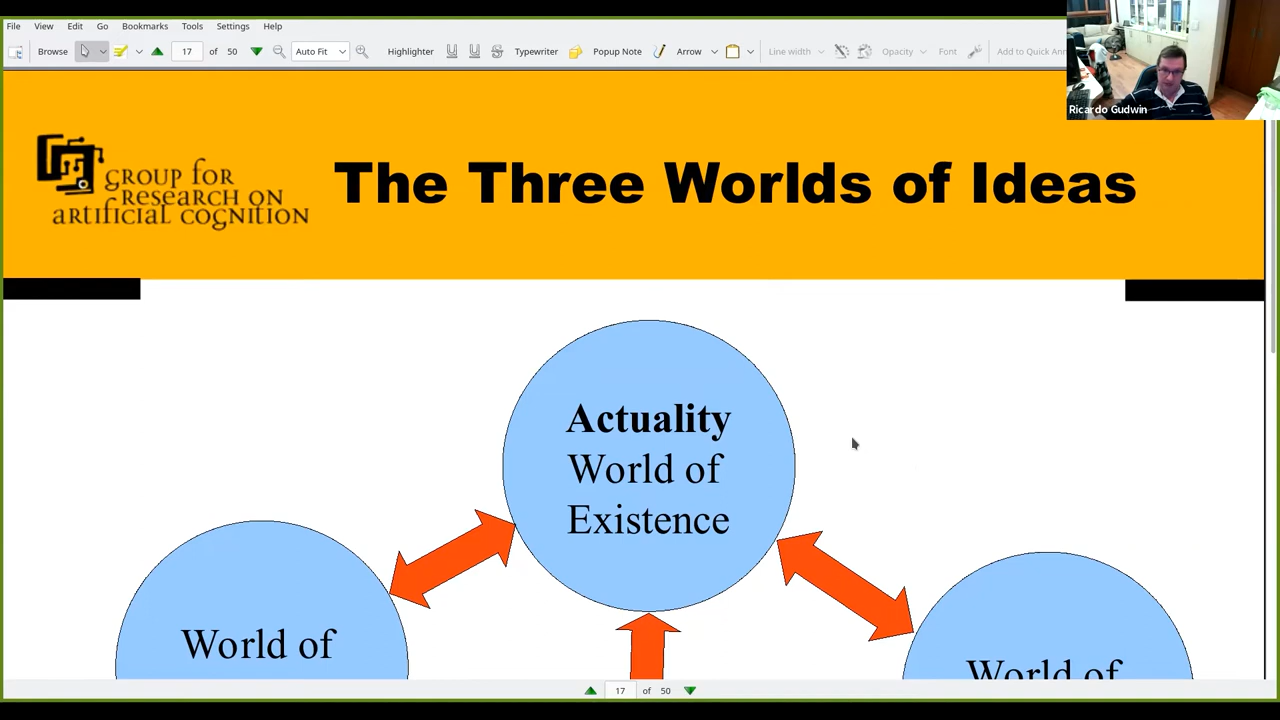 File View Edit Go Bookmarks Tools Settings Help
Browse 17 of 50 Auto Fit Highlighter Typewriter Popup Note Arrow Line width Opacity Font Add to Quick
Ricardo Gudwin
GROUP FOR
RESEARCH ON
ARTIFICIAL COGNITION
The Three Worlds of Ideas
Actuality
World of
Existence
World of
World of
17 of 50